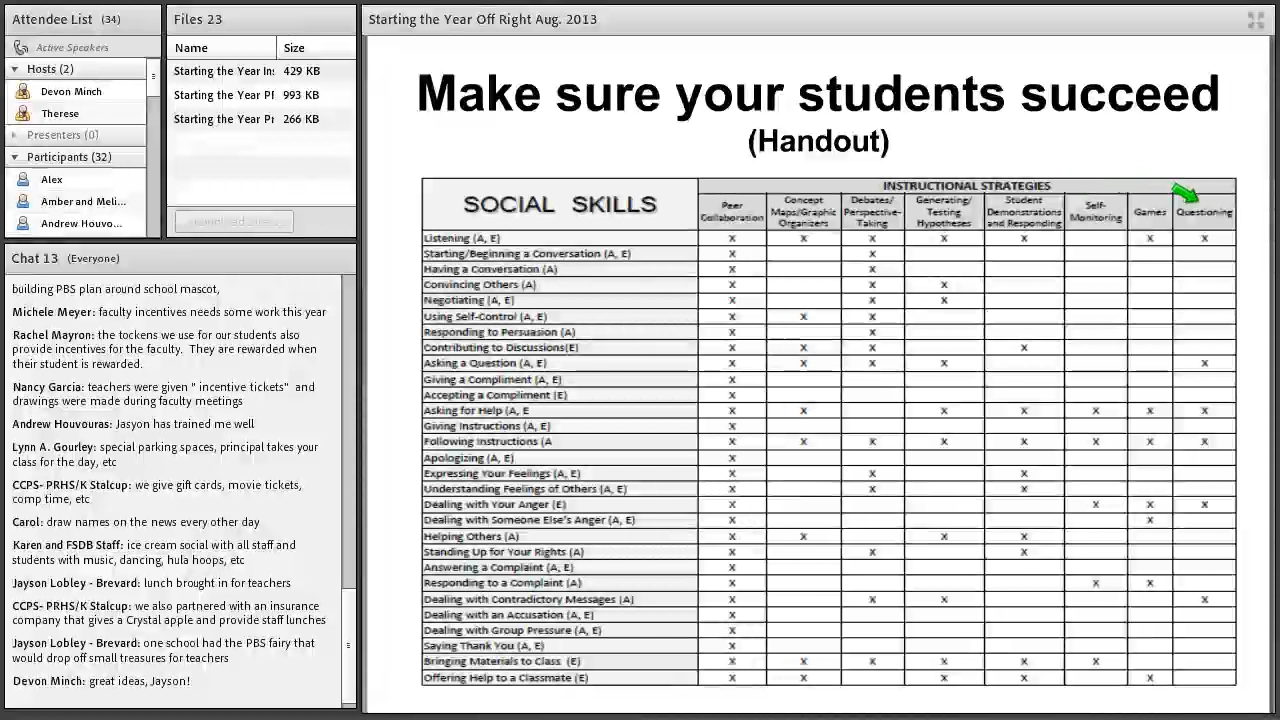 Attendee List (34)
Active Speakers
Hosts (2)
Devon Minch
Therese
Presenters (0)
Participants (32)
Alex
Amber and Meli...
Andrew Houvo...
Files 23
Name Size
Starting the Year In: 429 KB
Starting the Year Pl 993 KB
Starting the Year Pr 266 KB
Chat 13 (Everyone)
building PBS plan around school mascot,
Michele Meyer: faculty incentives needs some work this year
Rachel Mayron: the tockens we use for our students also
provide incentives for the faculty. They are rewarded when
their student is rewarded.
Nancy Garcia: teachers were given " incentive tickets" and
drawings were made during faculty meetings
Andrew Houvouras: Jasyon has trained me well
Lynn A. Gourley: special parking spaces, principal takes your
class for the day, etc
CCPS- PRHS/K Stalcup: we give gift cards, movie tickets,
comp time, etc
Carol: draw names on the news every other day
Karen and FSDB Staff: ice cream social with all staff and
students with music, dancing, hula hoops, etc
Jayson Lobley - Brevard: lunch brought in for teachers
CCPS- PRHS/K Stalcup: we also partnered with an insurance
company that gives a Crystal apple and provide staff lunches
Jayson Lobley - Brevard: one school had the PBS fairy that
would drop off small treasures for teachers
Devon Minch: great ideas, Jayson!
Starting the Year Off Right Aug. 2013
Make sure your students succeed
(Handout)
SOCIAL SKILLS
INSTRUCTIONAL STRATEGIES
Peer Collaboration
Concept Maps/Graphic Organizers
Debates/ Perspective-Taking
Generating/ Testing Hypotheses
Student Demonstrations and Responding
Self-Monitoring
Games
Questioning
Listening (A, E) X X X X X X X
Starting/Beginning a Conversation (A, E) X X
Having a Conversation (A) X X
Convincing Others (A) X X X
Negotiating (A, E) X X X
Using Self-Control (A, E) X X X
Responding to Persuasion (A) X X
Contributing to Discussions(E) X X X X
Asking a Question (A, E) X X X X X
Giving a Compliment (A, E) X
Accepting a Compliment (E) X
Asking for Help (A, E X X X X X X X
Giving Instructions (A, E) X
Following Instructions (A X X X X X X X X
Apologizing (A, E) X
Expressing Your Feelings (A, E) X X X
Understanding Feelings of Others (A, E) X X X
Dealing with Your Anger (E) X X X X
Dealing with Someone Else's Anger (A, E) X X
Helping Others (A) X X X X
Standing Up for Your Rights (A) X X X
Answering a Complaint (A, E) X
Responding to a Complaint (A) X X X
Dealing with Contradictory Messages (A) X X X X
Dealing with an Accusation (A, E) X
Dealing with Group Pressure (A, E) X
Saying Thank You (A, E) X
Bringing Materials to Class (E) X X X X X X
Offering Help to a Classmate (E) X X X X X